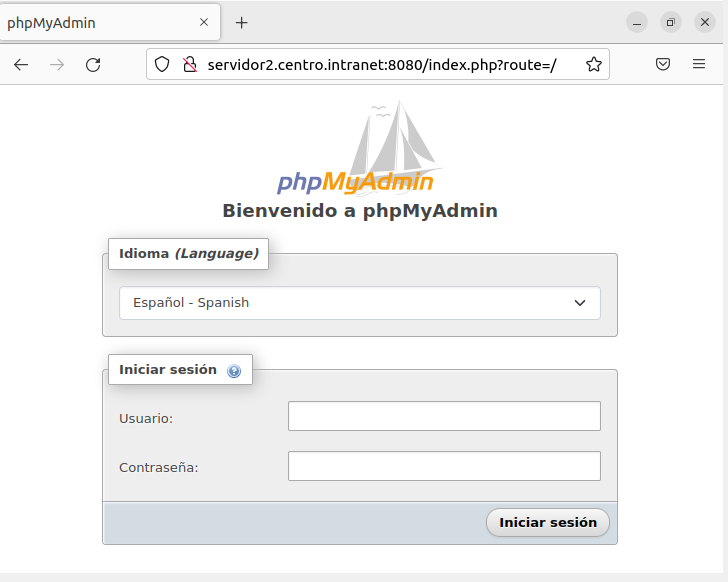 phpMyAdmin
servidor2.centro.intranet:8080/index.php?route=/
phpMyAdmin
Bienvenido a phpMyAdmin
Idioma (Language)
Español - Spanish
Iniciar sesión
Usuario:
Contraseña:
Iniciar sesión